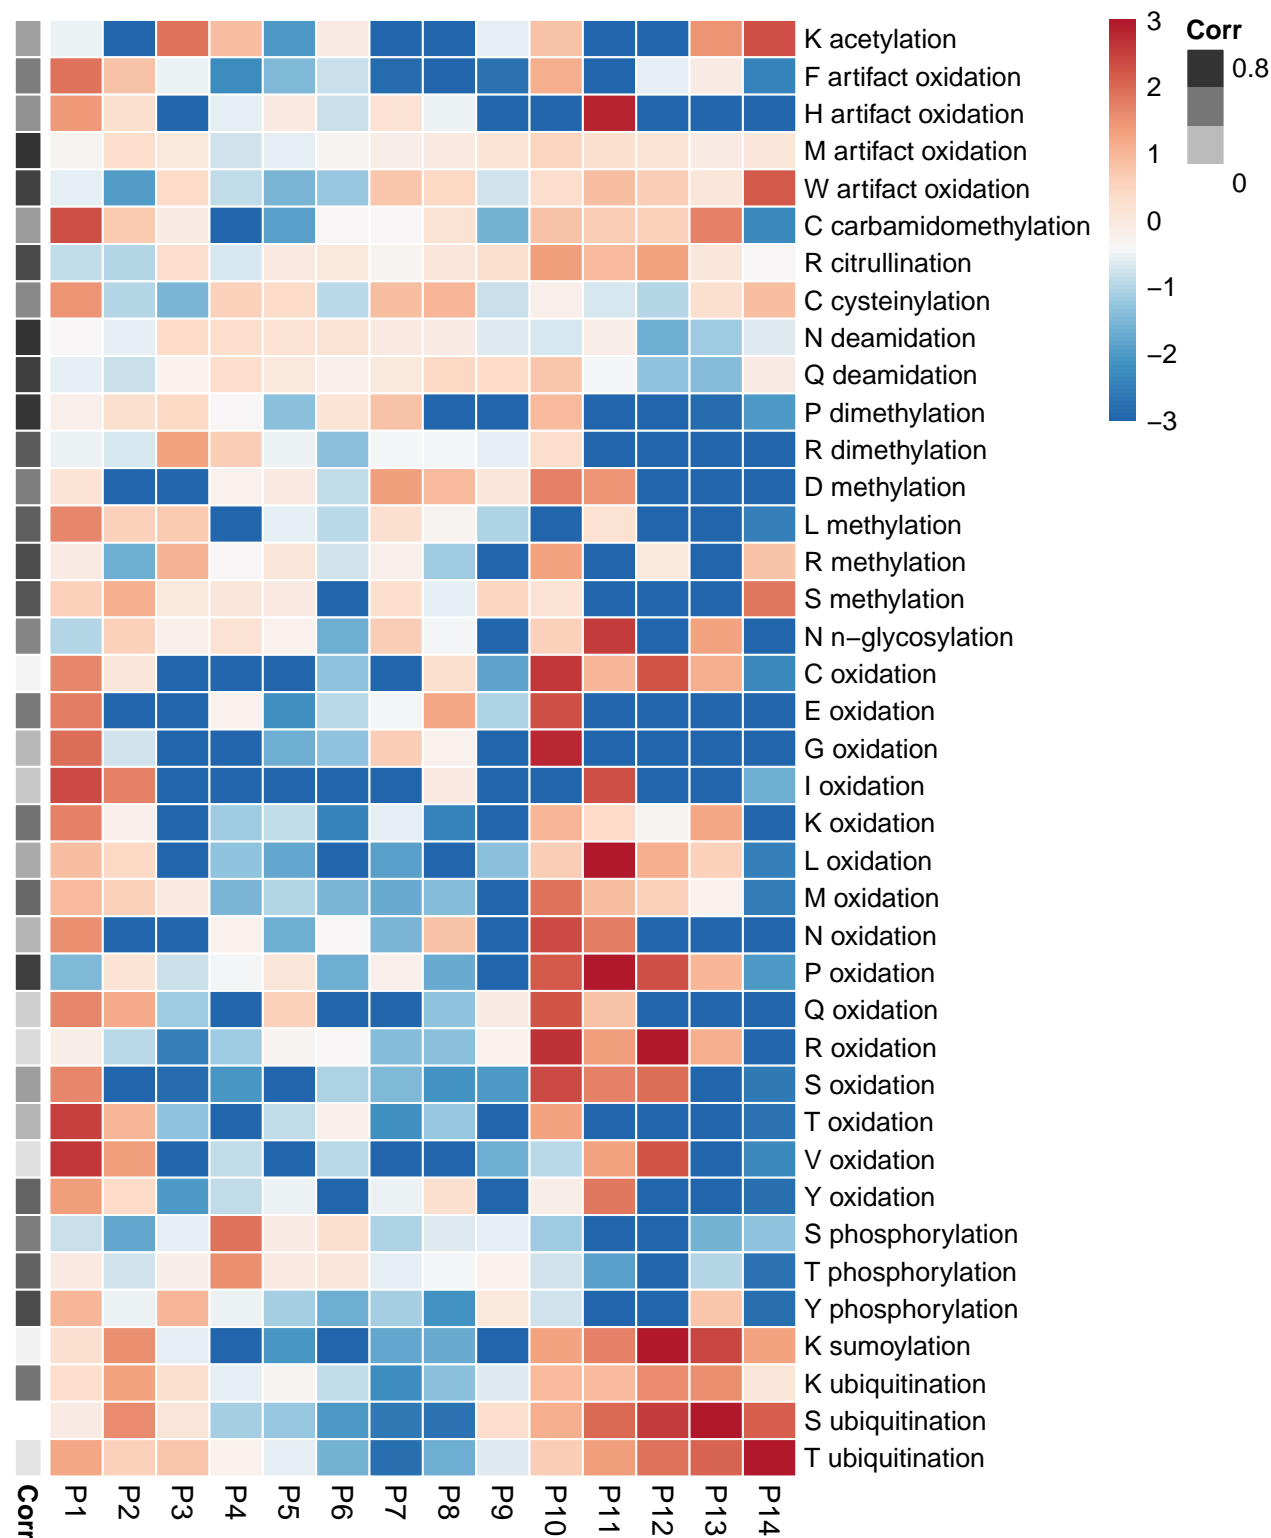 K acetylation
F artifact oxidation
H artifact oxidation
M artifact oxidation
W artifact oxidation
C carbamidomethylation
R citrullination
C cysteinylation
N deamidation
Q deamidation
P dimethylation
R dimethylation
D methylation
L methylation
R methylation
S methylation
N n−glycosylation
C oxidation
E oxidation
G oxidation
I oxidation
K oxidation
L oxidation
M oxidation
N oxidation
P oxidation
Q oxidation
R oxidation
S oxidation
T oxidation
V oxidation
Y oxidation
S phosphorylation
T phosphorylation
Y phosphorylation
K sumoylation
K ubiquitination
S ubiquitination
T ubiquitination
Corr
P1
P2
P3
P4
P5
P6
P7
P8
P9
P10
P11
P12
P13
P14
3
2
1
0
−1
−2
−3
Corr
0.8
0